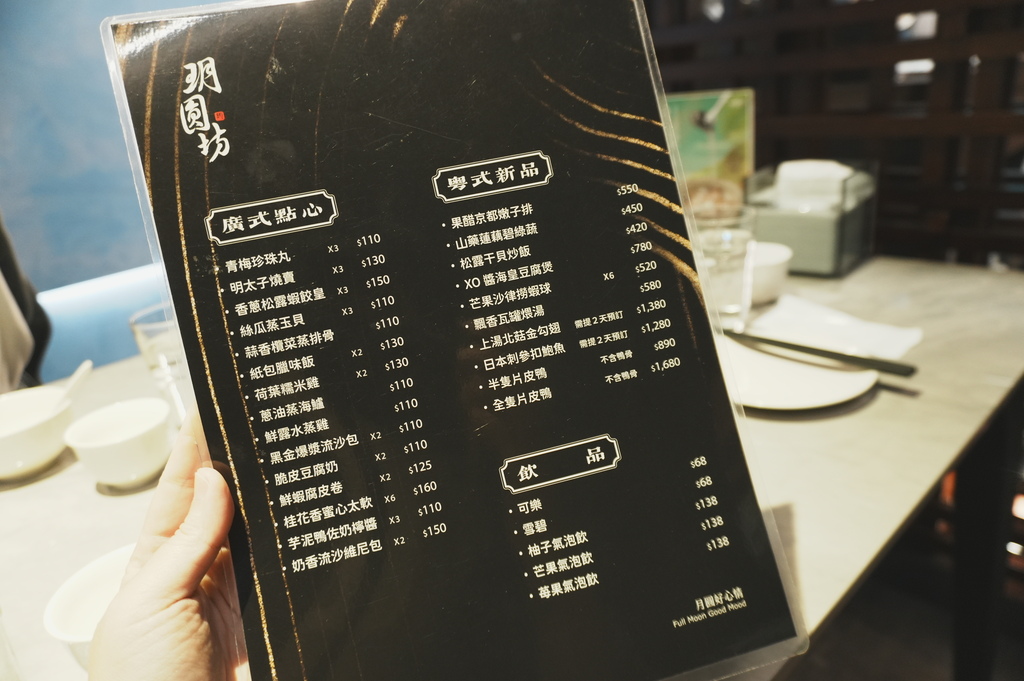 玥圓坊
廣式點心
• 青梅珍珠丸 X3 $110
• 明太子燒賣 X3 $130
• 香蔥松露蝦餃皇 X3 $150
• 絲瓜蒸玉貝 X3 $110
• 蒜香欖菜蒸排骨 $110
• 紙包腊味飯 X2 $130
• 荷葉糯米雞 X2 $130
• 蔥油蒸海鱸 $110
• 鮮露水蒸雞 $110
• 黑金爆漿流沙包 X2 $110
• 脆皮豆腐奶 X2 $110
• 鮮蝦腐皮卷 X2 $125
• 桂花香蜜心太軟 X6 $160
• 芋泥鴨佐奶檸醬 X3 $110
• 奶香流沙維尼包 X2 $150
粵式新品
• 果醋京都嫩子排 $550
• 山藥蓮藕碧綠蔬 $450
• 松露干貝炒飯 $420
• XO 醬海皇豆腐煲 $780
• 芒果沙律撈蝦球 X6 $520
• 飄香瓦罐煨湯 $580
• 上湯北菇金勾翅 需提2天預訂 $1,380
• 日本刺參扣鮑魚 需提2天預訂 $1,280
• 半隻片皮鴨 不含鴨骨 $890
• 全隻片皮鴨 不含鴨骨 $1,680
飲品
• 可樂 $68
• 雪碧 $68
• 柚子氣泡飲 $138
• 芒果氣泡飲 $138
• 莓果氣泡飲 $138
月圓好心情
Full Moon Good Mood